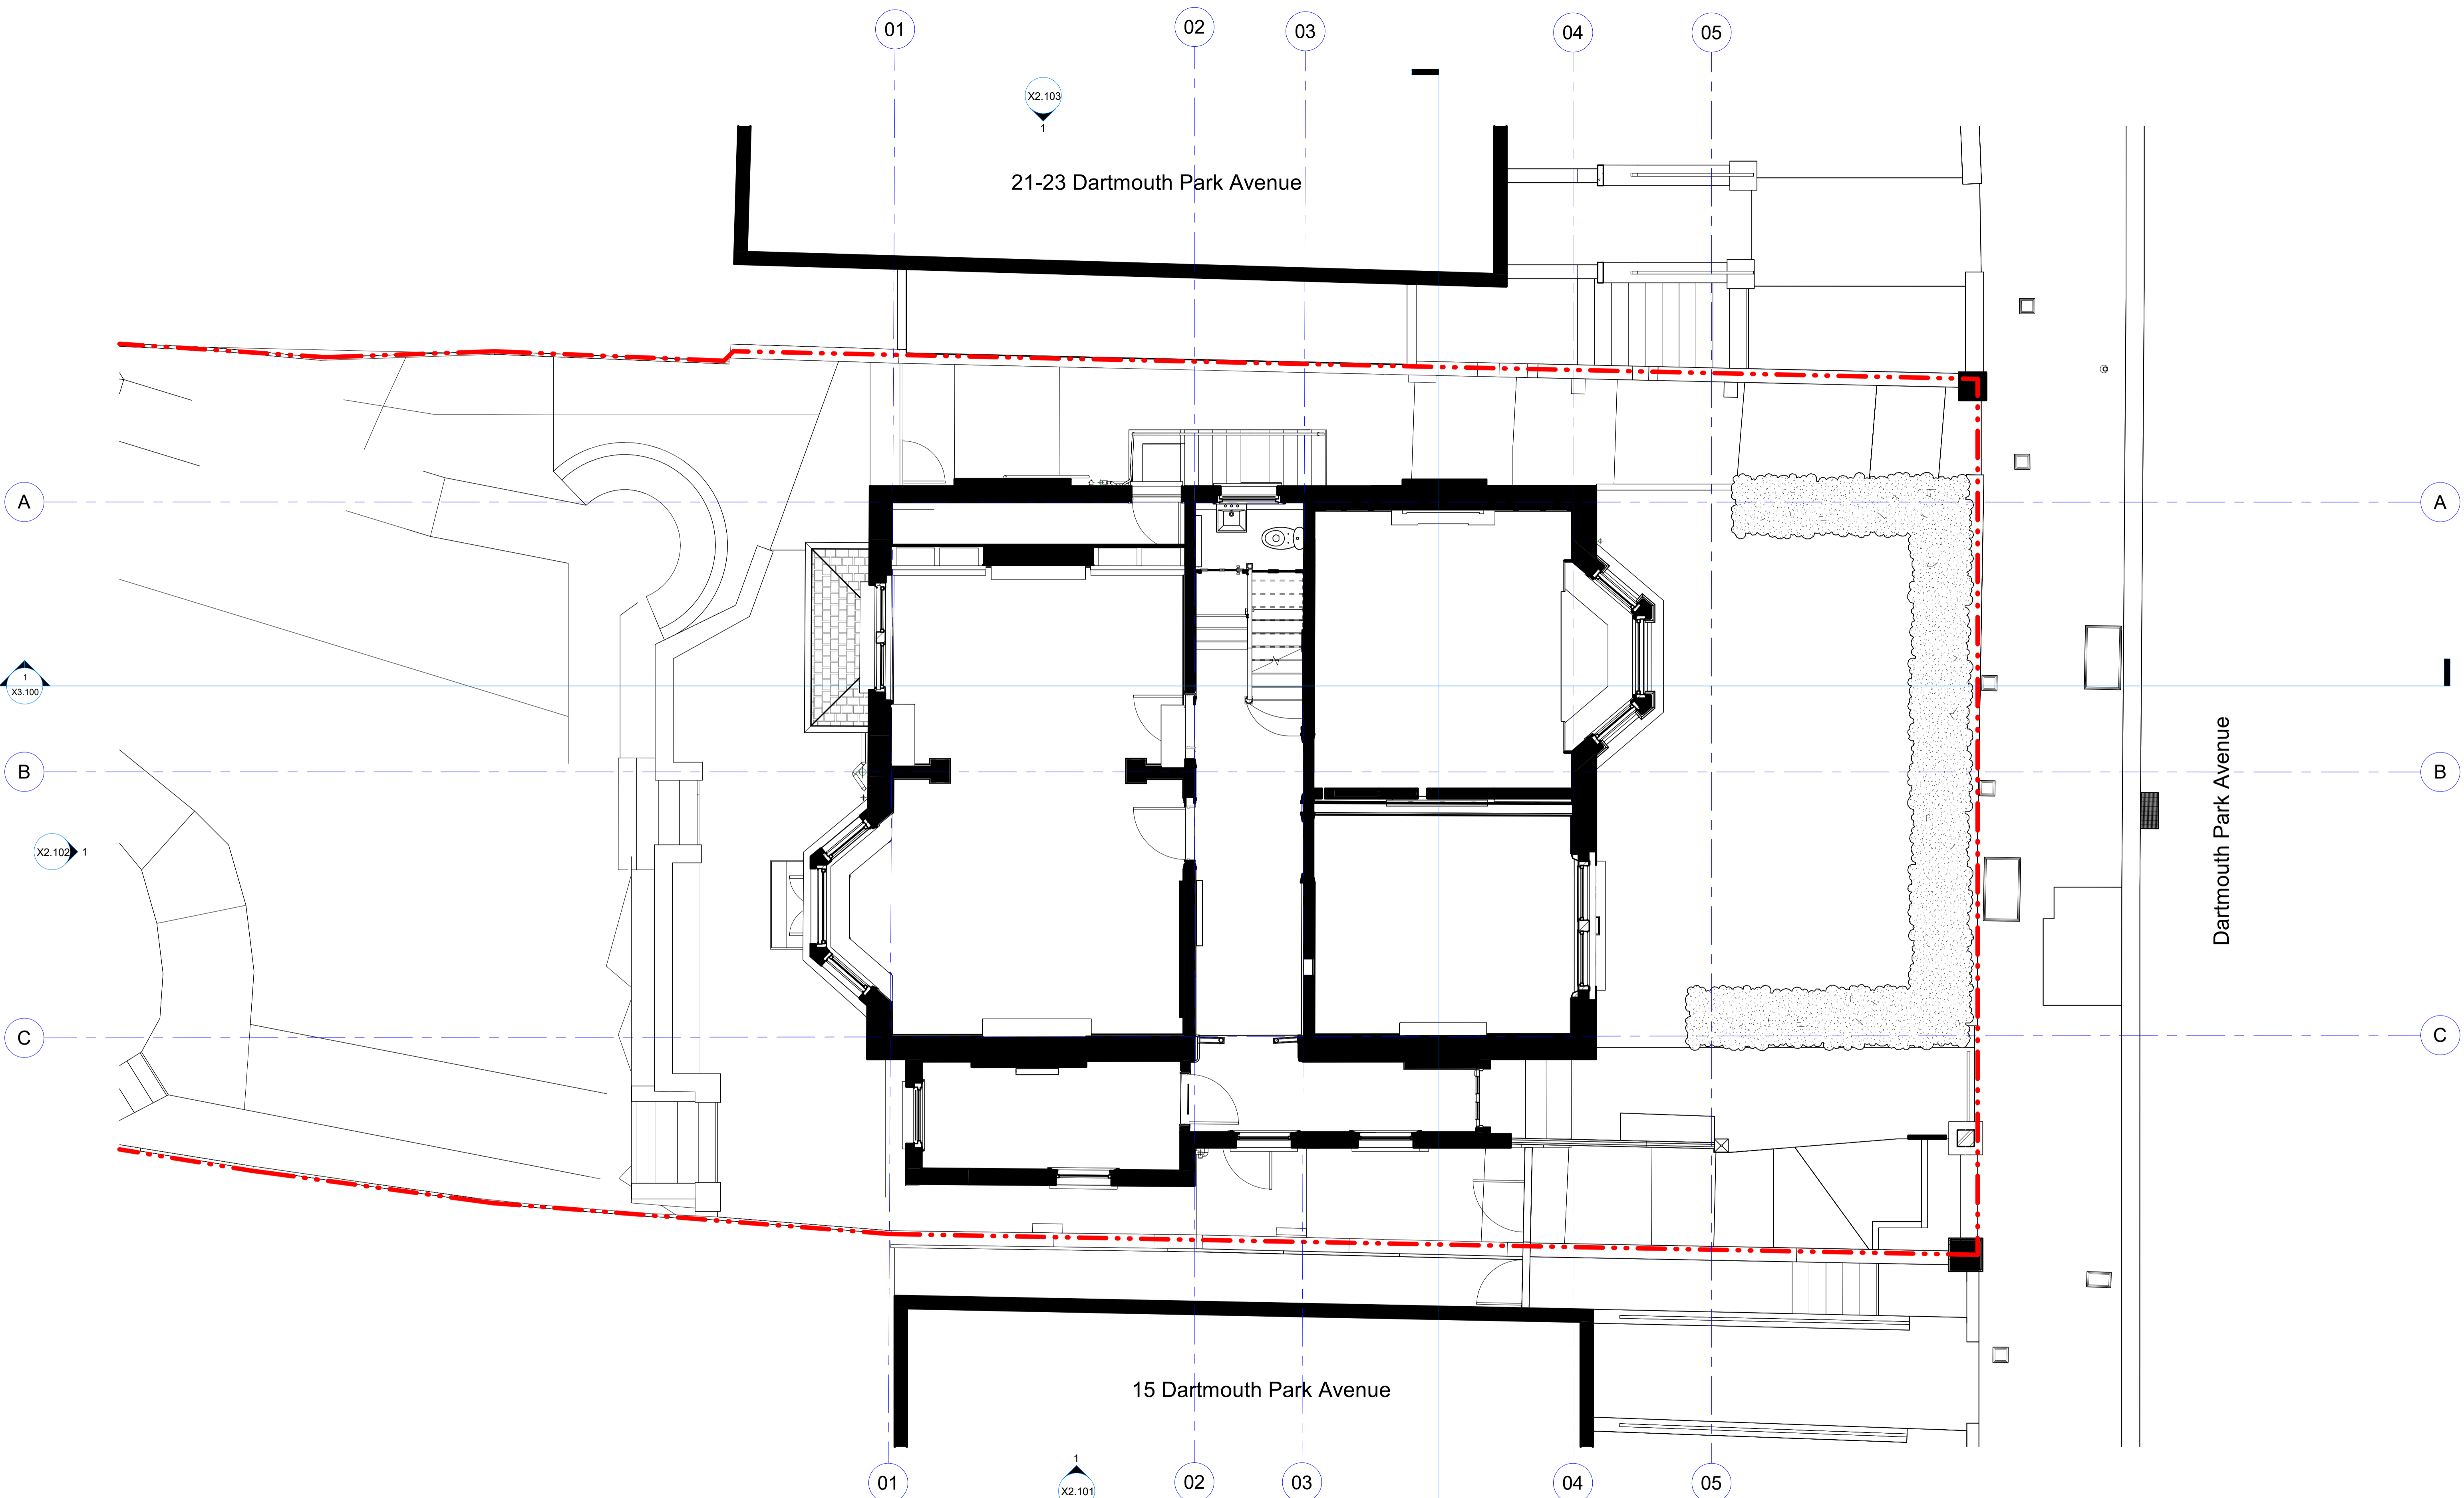 01
02
03
04
05
X2.103
1
21-23 Dartmouth Park Avenue
A
A
1
X3.100
B
B
X2.102
1
Dartmouth Park Avenue
C
C
15 Dartmouth Park Avenue
1
X2.101
01
02
03
04
05